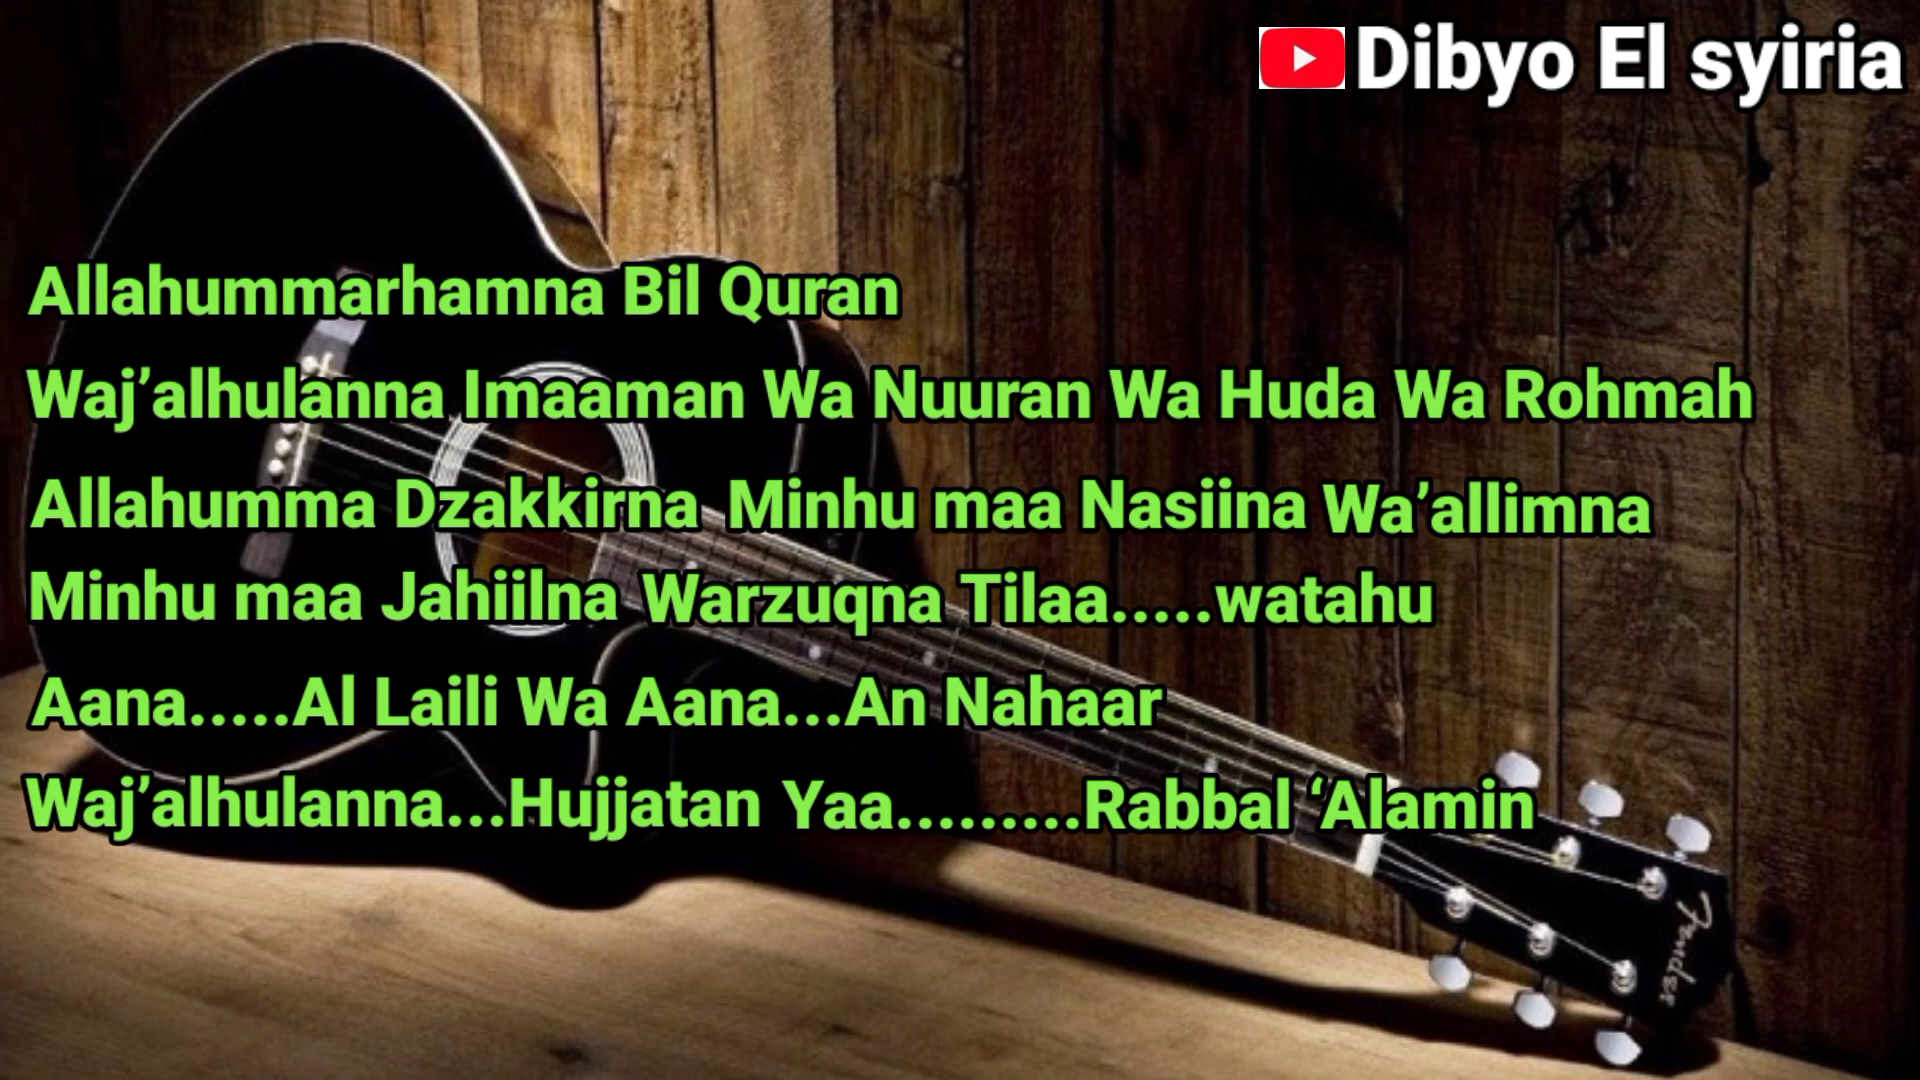 Dibyo El syiria
Allahummarhamna Bil Quran
Waj’alhulanna Imaaman Wa Nuuran Wa Huda Wa Rohmah
Allahumma Dzakkirna Minhu maa Nasiina Wa’allimna
Minhu maa Jahiilna Warzuqna Tilaa.....watahu
Aana.....Al Laili Wa Aana...An Nahaar
Waj’alhulanna...Hujjatan Yaa.........Rabbal ‘Alamin
Fender